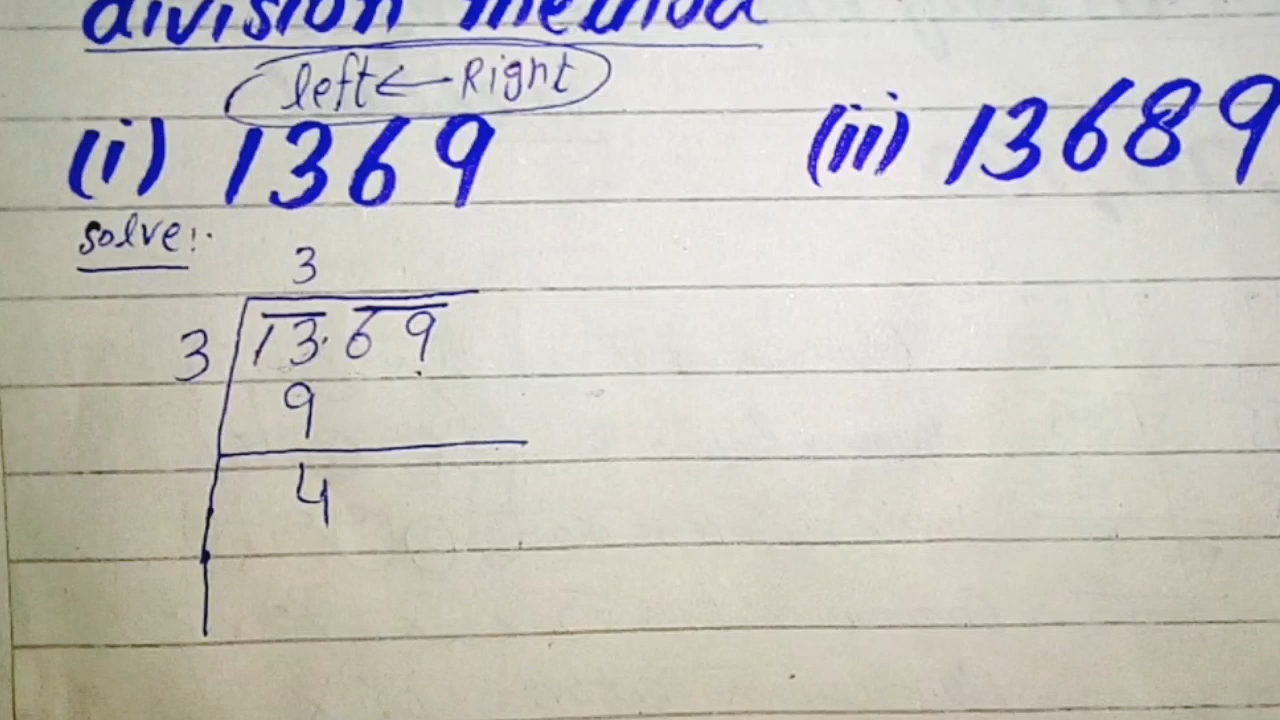 division method
left ← Right
(i) 1369 (ii) 13689
solve:.
3
3 13.69
9
4